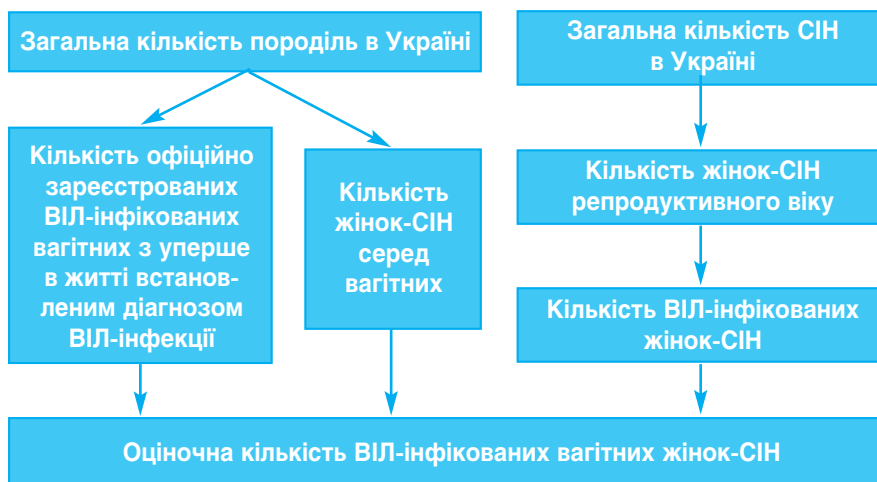 Загальна кількість породіль в Україні
Загальна кількість СІН
в Україні
Кількість офіційно
зареєстрованих
ВІЛ-інфікованих
вагітних з уперше
в житті встанов-
леним діагнозом
ВІЛ-інфекції
Кількість
жінок-СІН
серед
вагітних
Кількість жінок-СІН
репродуктивного віку
Кількість ВІЛ-інфікованих
жінок-СІН
Оціночна кількість ВІЛ-інфікованих вагітних жінок-СІН